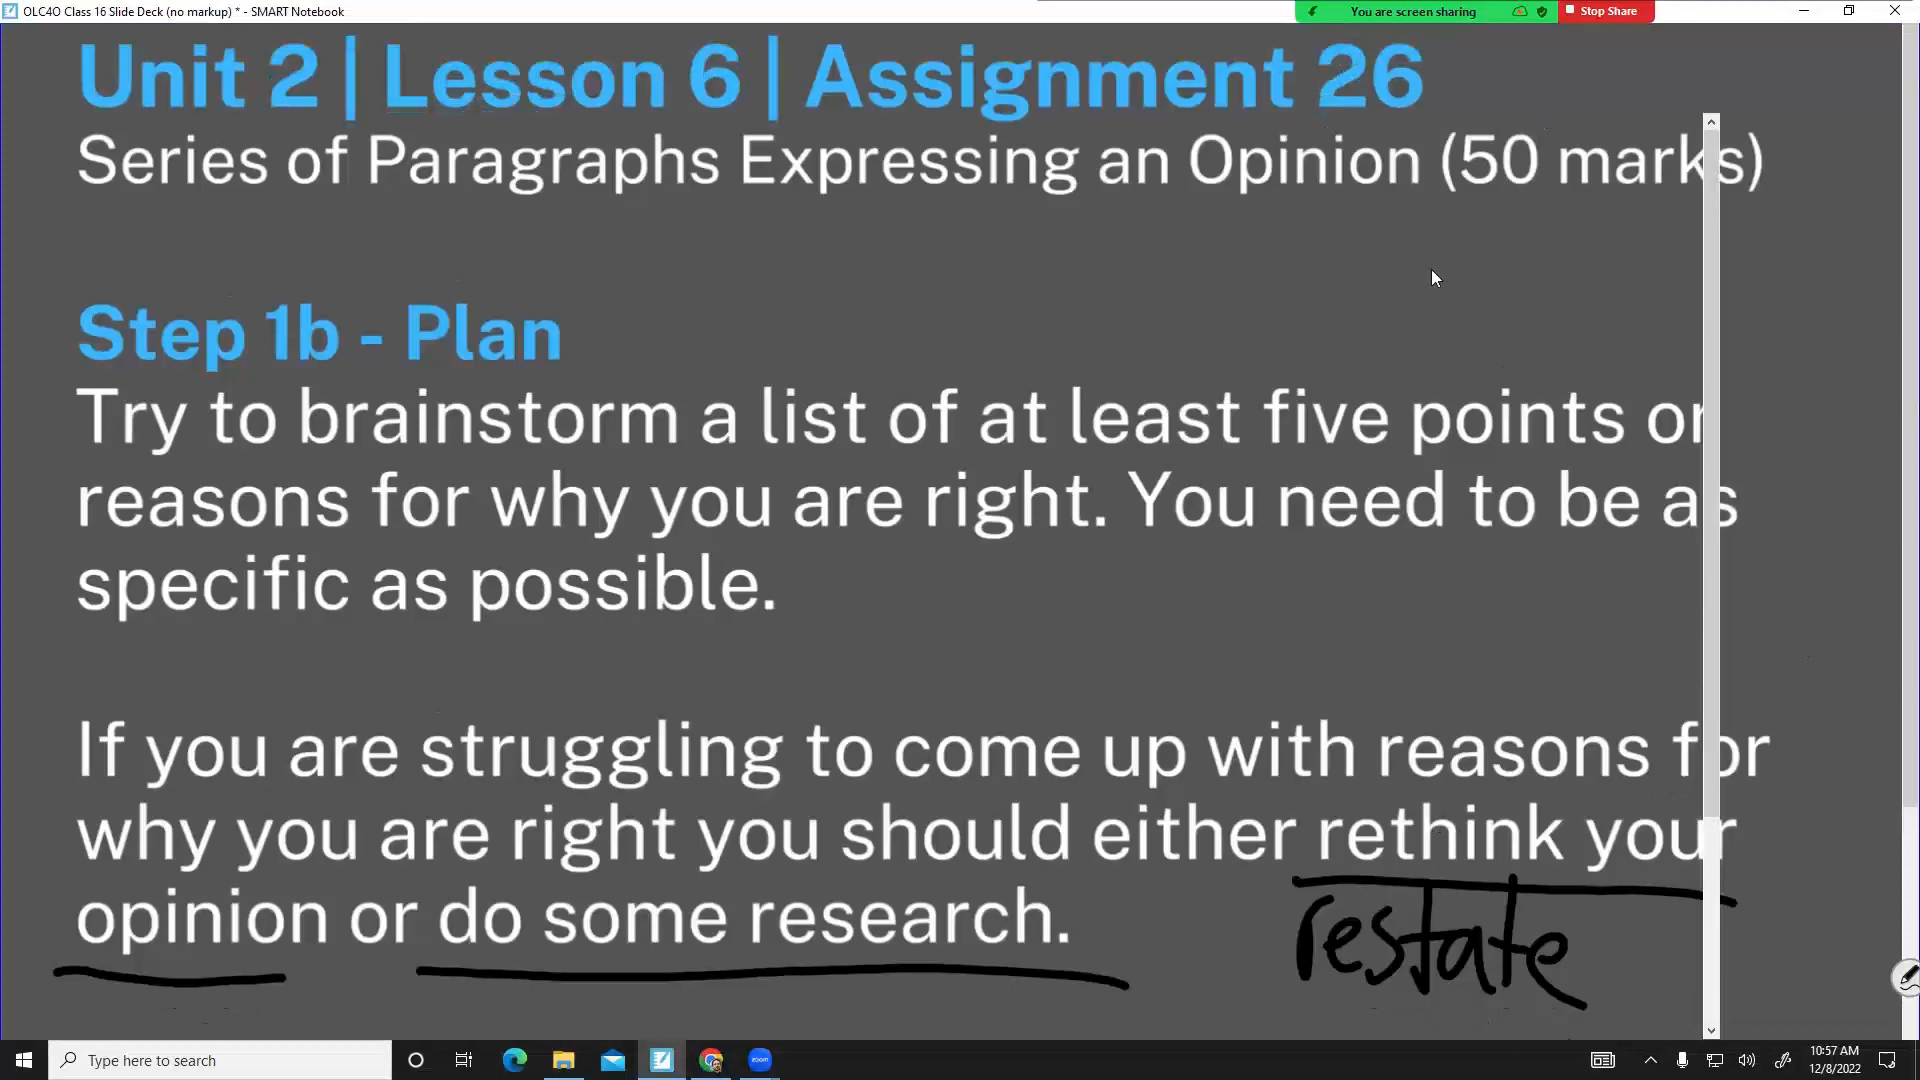 OLC4O Class 16 Slide Deck (no markup) * - SMART Notebook
You are screen sharing
Stop Share
Unit 2 | Lesson 6 | Assignment 26
Series of Paragraphs Expressing an Opinion (50 marks)
Step 1b - Plan
Try to brainstorm a list of at least five points or
reasons for why you are right. You need to be as
specific as possible.
If you are struggling to come up with reasons for
why you are right you should either rethink your
opinion or do some research.
restate
Type here to search
zoom
10:57 AM
12/8/2022